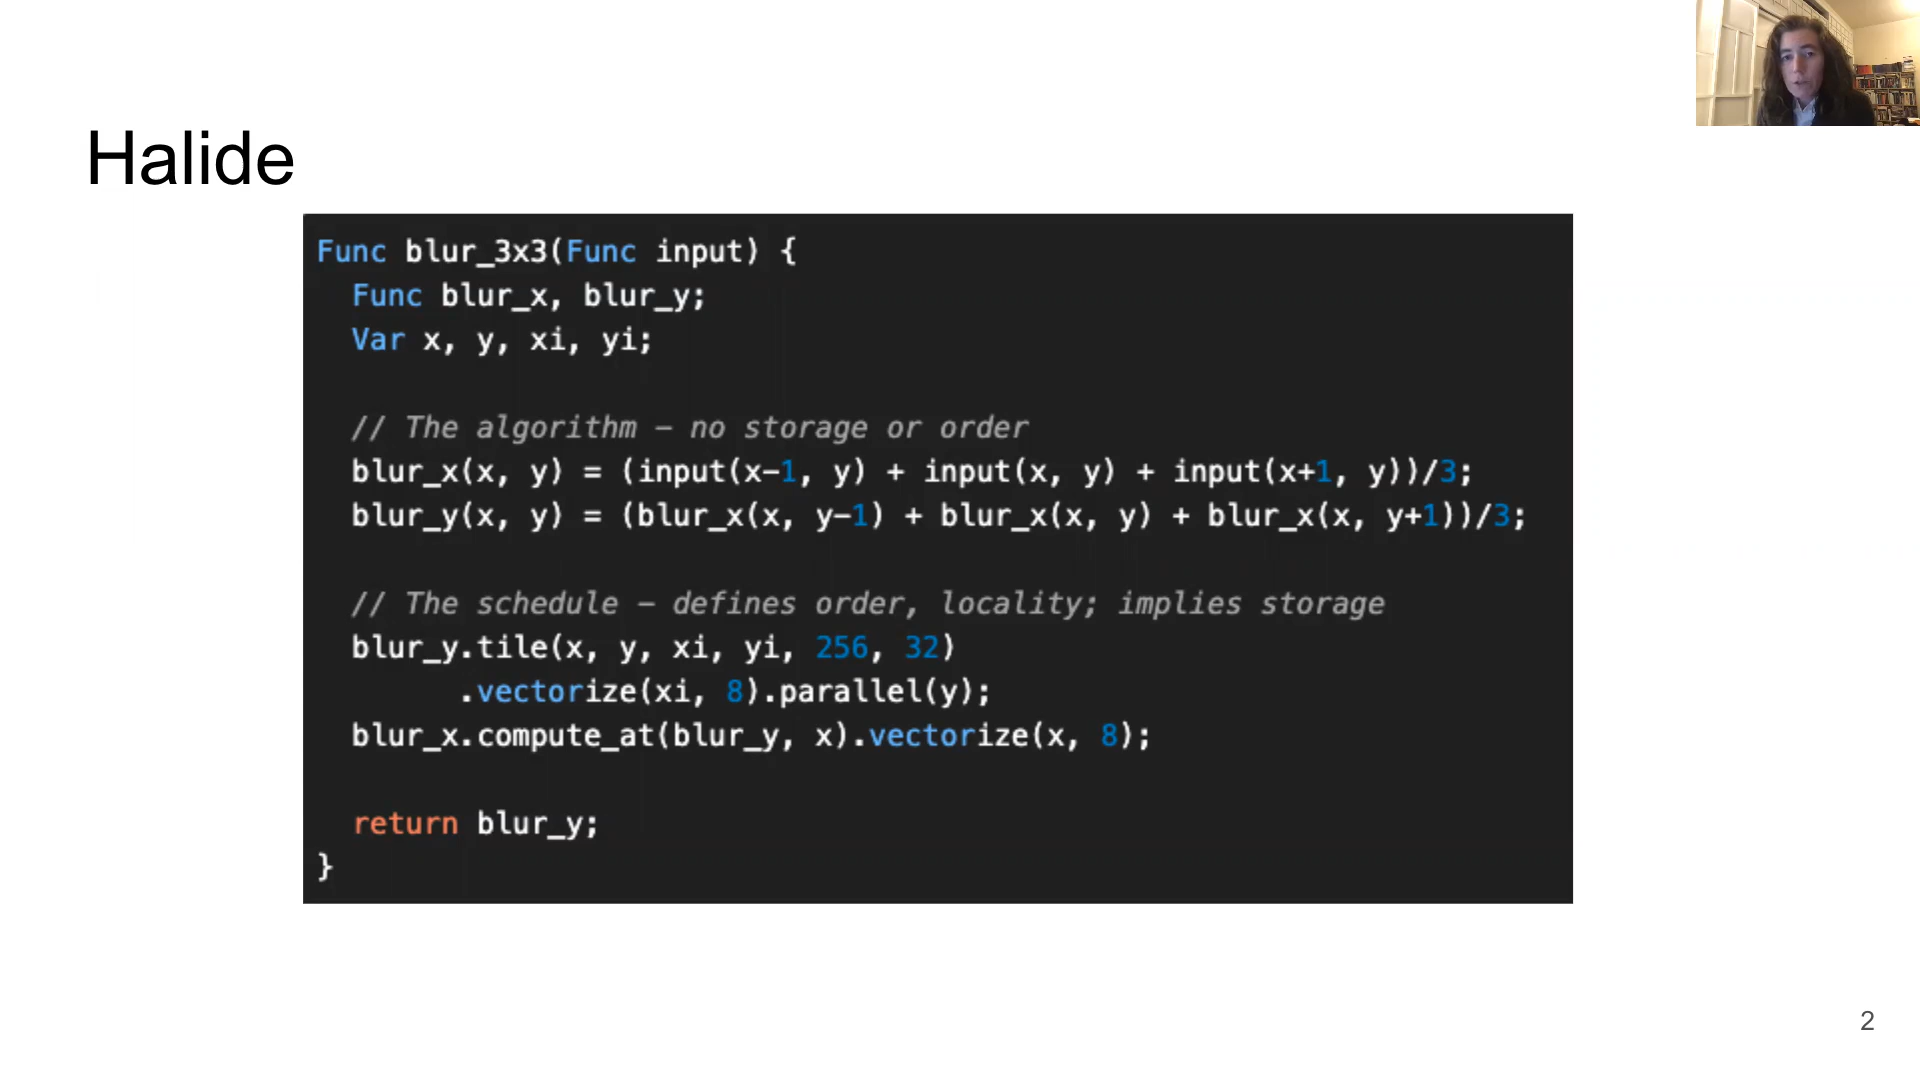 Halide
Func blur_3x3(Func input) {
Func blur_x, blur_y;
Var x, y, xi, yi;
// The algorithm – no storage or order
blur_x(x, y) = (input(x-1, y) + input(x, y) + input(x+1, y))/3;
blur_y(x, y) = (blur_x(x, y-1) + blur_x(x, y) + blur_x(x, y+1))/3;
// The schedule – defines order, locality; implies storage
blur_y.tile(x, y, xi, yi, 256, 32)
.vectorize(xi, 8).parallel(y);
blur_x.compute_at(blur_y, x).vectorize(x, 8);
return blur_y;
}
2